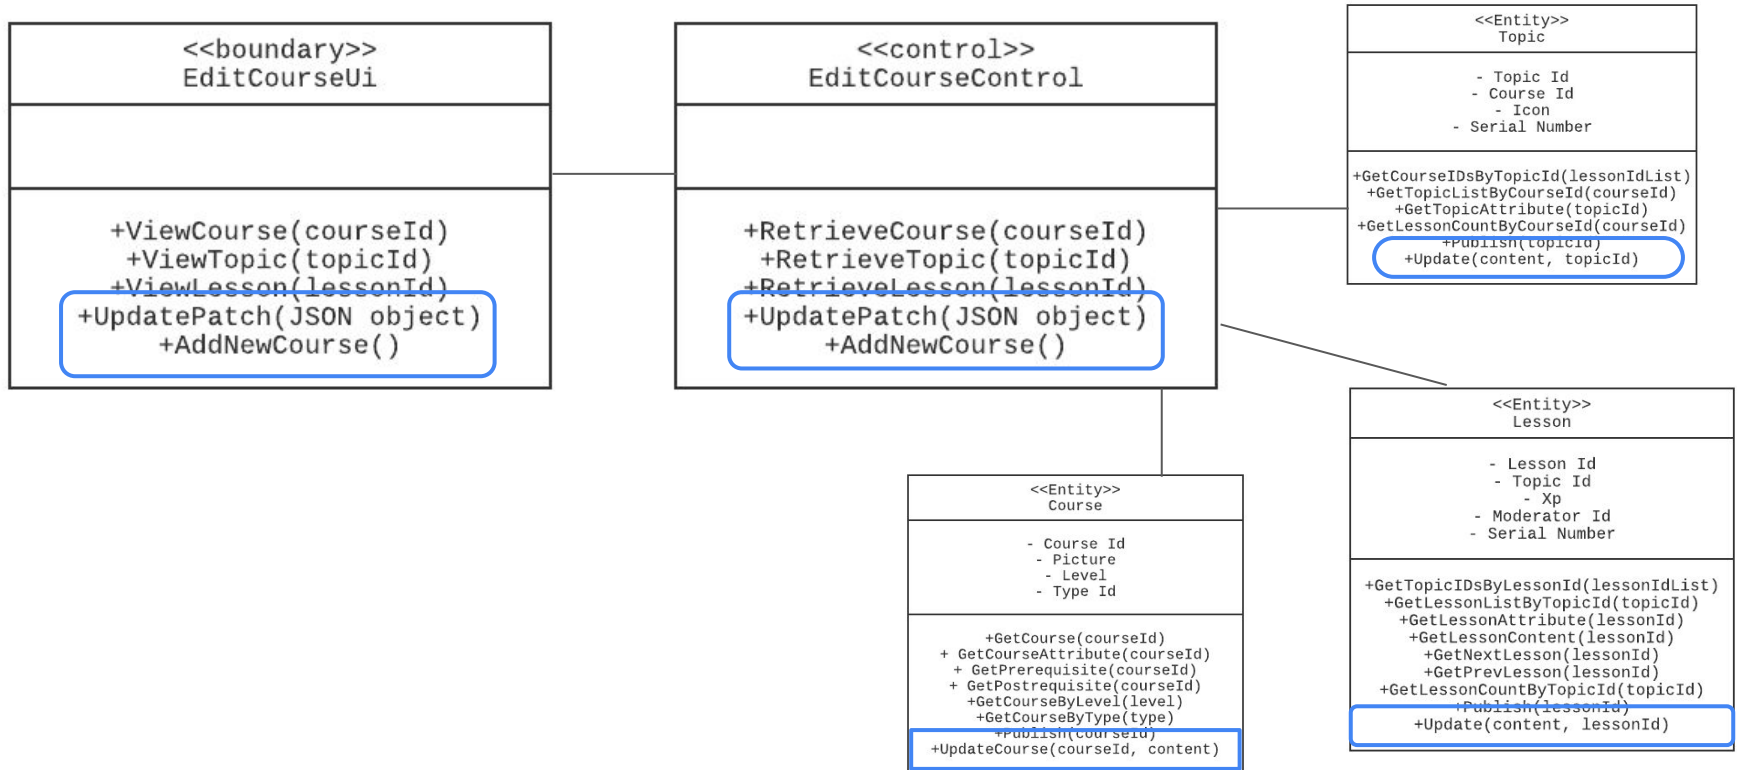 <<boundary>>
EditCourseUi
+ViewCourse(courseId)
+ViewTopic(topicId)
+ViewLesson(lessonId)
+UpdatePatch(JSON object)
+AddNewCourse()
<<control>>
EditCourseControl
+RetrieveCourse(courseId)
+RetrieveTopic(topicId)
+RetrieveLesson(lessonId)
+UpdatePatch(JSON object)
+AddNewCourse()
<<Entity>>
Topic
- Topic Id
- Course Id
- Icon
- Serial Number
+GetCourseIDsByTopicId(lessonIdList)
+GetTopicListByCourseId(courseId)
+GetTopicAttribute(topicId)
+GetLessonCountByCourseId(courseId)
+Publish(topicId)
+Update(content, topicId)
<<Entity>>
Course
- Course Id
- Picture
- Level
- Type Id
+GetCourse(courseId)
+ GetCourseAttribute(courseId)
+ GetPrerequisite(courseId)
+ GetPostrequisite(courseId)
+GetCourseByLevel(level)
+GetCourseByType(type)
+Publish(courseId)
+UpdateCourse(courseId, content)
<<Entity>>
Lesson
- Lesson Id
- Topic Id
- Xp
- Moderator Id
- Serial Number
+GetTopicIDsByLessonId(lessonIdList)
+GetLessonListByTopicId(topicId)
+GetLessonAttribute(lessonId)
+GetLessonContent(lessonId)
+GetNextLesson(lessonId)
+GetPrevLesson(lessonId)
+GetLessonCountByTopicId(topicId)
+Publish(lessonId)
+Update(content, lessonId)